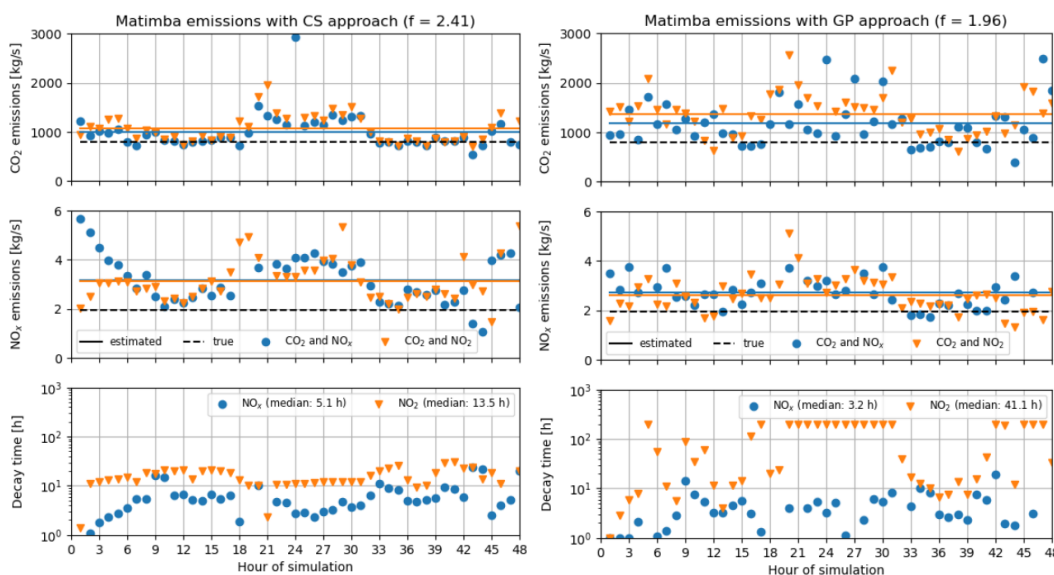 Matimba emissions with CS approach (f = 2.41)
CO₂ emissions [kg/s]
3000
2000
1000
0
NOₓ emissions [kg/s]
6
4
2
0
estimated
true
CO₂ and NOₓ
CO₂ and NO₂
Decay time [h]
10³
10²
10¹
10⁰
NOₓ (median: 5.1 h)
NO₂ (median: 13.5 h)
0 3 6 9 12 15 18 21 24 27 30 33 36 39 42 45 48
Hour of simulation
Matimba emissions with GP approach (f = 1.96)
CO₂ emissions [kg/s]
3000
2000
1000
0
NOₓ emissions [kg/s]
6
4
2
0
estimated
true
CO₂ and NOₓ
CO₂ and NO₂
Decay time [h]
10³
10²
10¹
10⁰
NOₓ (median: 3.2 h)
NO₂ (median: 41.1 h)
0 3 6 9 12 15 18 21 24 27 30 33 36 39 42 45 48
Hour of simulation